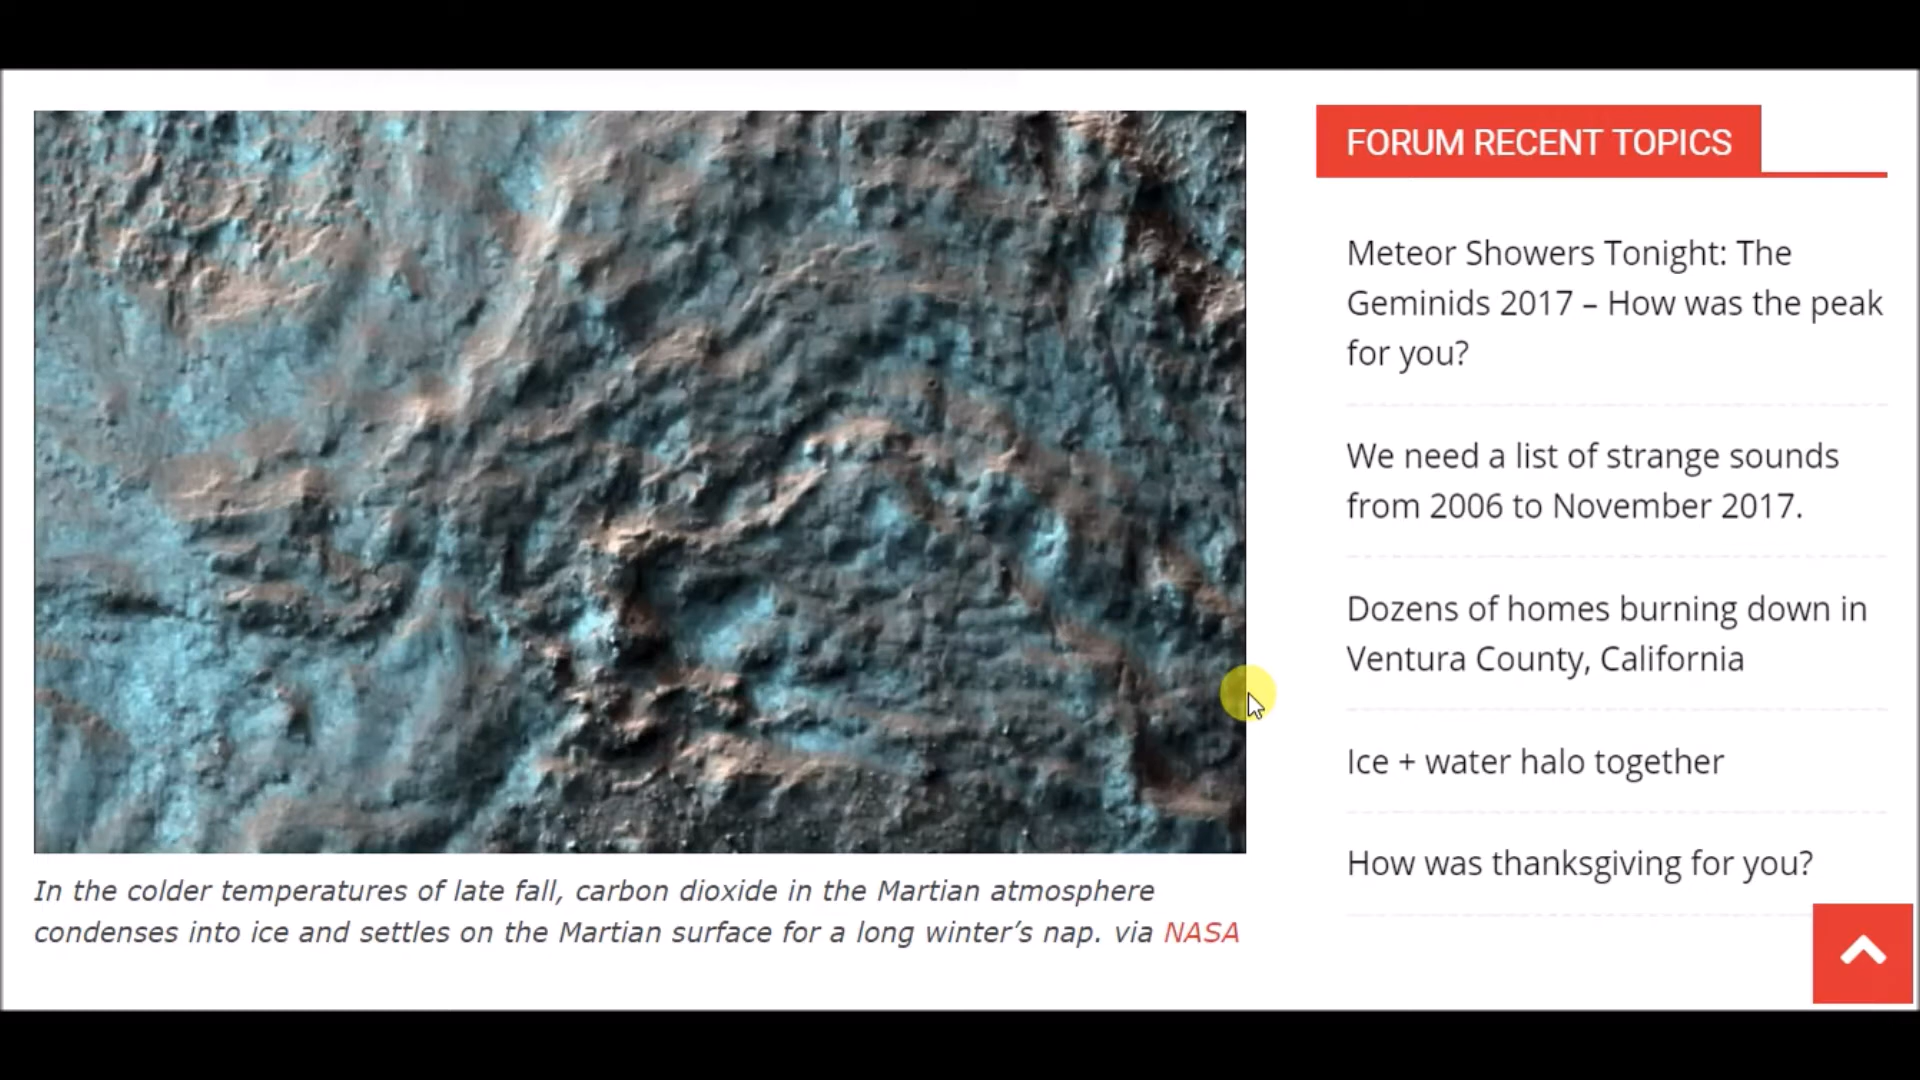 In the colder temperatures of late fall, carbon dioxide in the Martian atmosphere
condenses into ice and settles on the Martian surface for a long winter’s nap. via NASA
FORUM RECENT TOPICS
Meteor Showers Tonight: The
Geminids 2017 – How was the peak
for you?
We need a list of strange sounds
from 2006 to November 2017.
Dozens of homes burning down in
Ventura County, California
Ice + water halo together
How was thanksgiving for you?